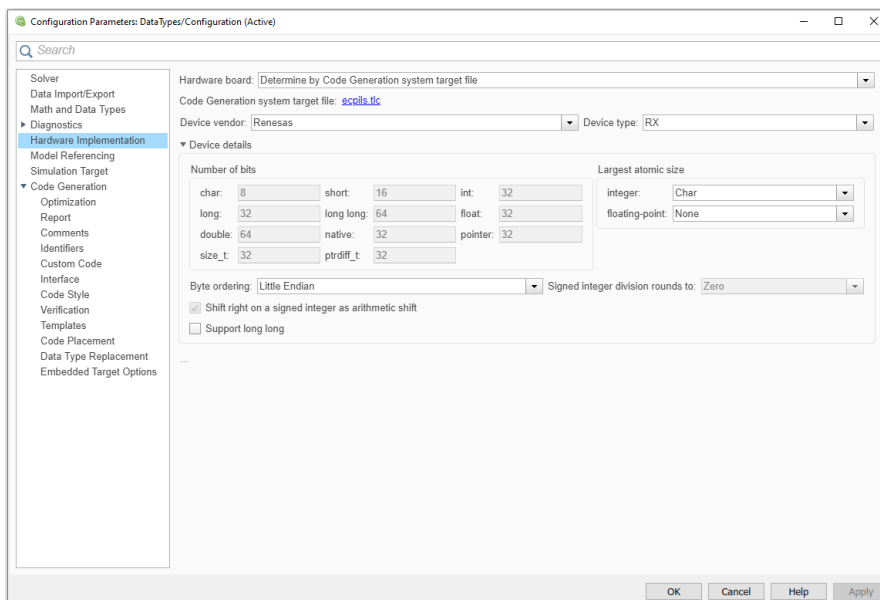 Configuration Parameters: DataTypes/Configuration (Active)
Search
Solver
Data Import/Export
Math and Data Types
Diagnostics
Hardware Implementation
Model Referencing
Simulation Target
Code Generation
Optimization
Report
Comments
Identifiers
Custom Code
Interface
Code Style
Verification
Templates
Code Placement
Data Type Replacement
Embedded Target Options
Hardware board: Determine by Code Generation system target file
Code Generation system target file: ecpils.tlc
Device vendor: Renesas Device type: RX
Device details
Number of bits
char: 8 short: 16 int: 32
long: 32 long long: 64 float: 32
double: 64 native: 32 pointer: 32
size_t: 32 ptrdiff_t: 32
Largest atomic size
integer: Char
floating-point: None
Byte ordering: Little Endian Signed integer division rounds to: Zero
Shift right on a signed integer as arithmetic shift
Support long long
...
OK Cancel Help Apply